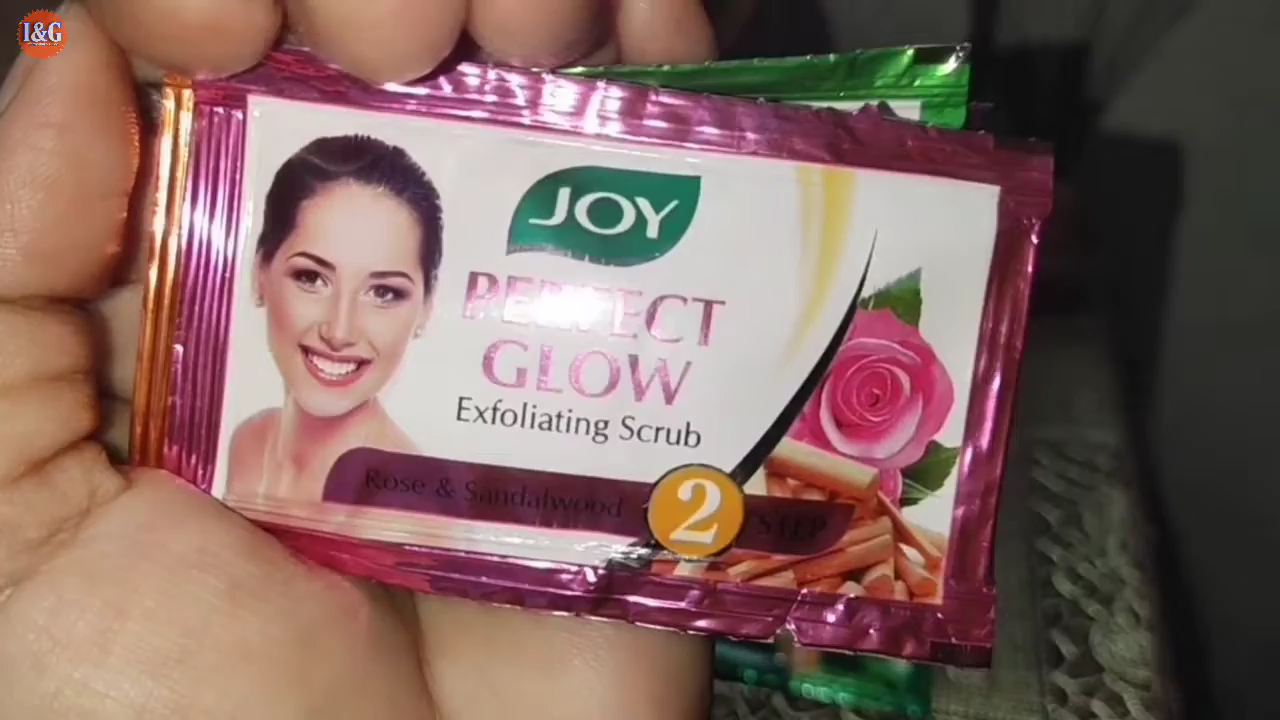 I&G
JOY
PERFECT
GLOW
Exfoliating Scrub
Rose & Sandalwood
2 STEP